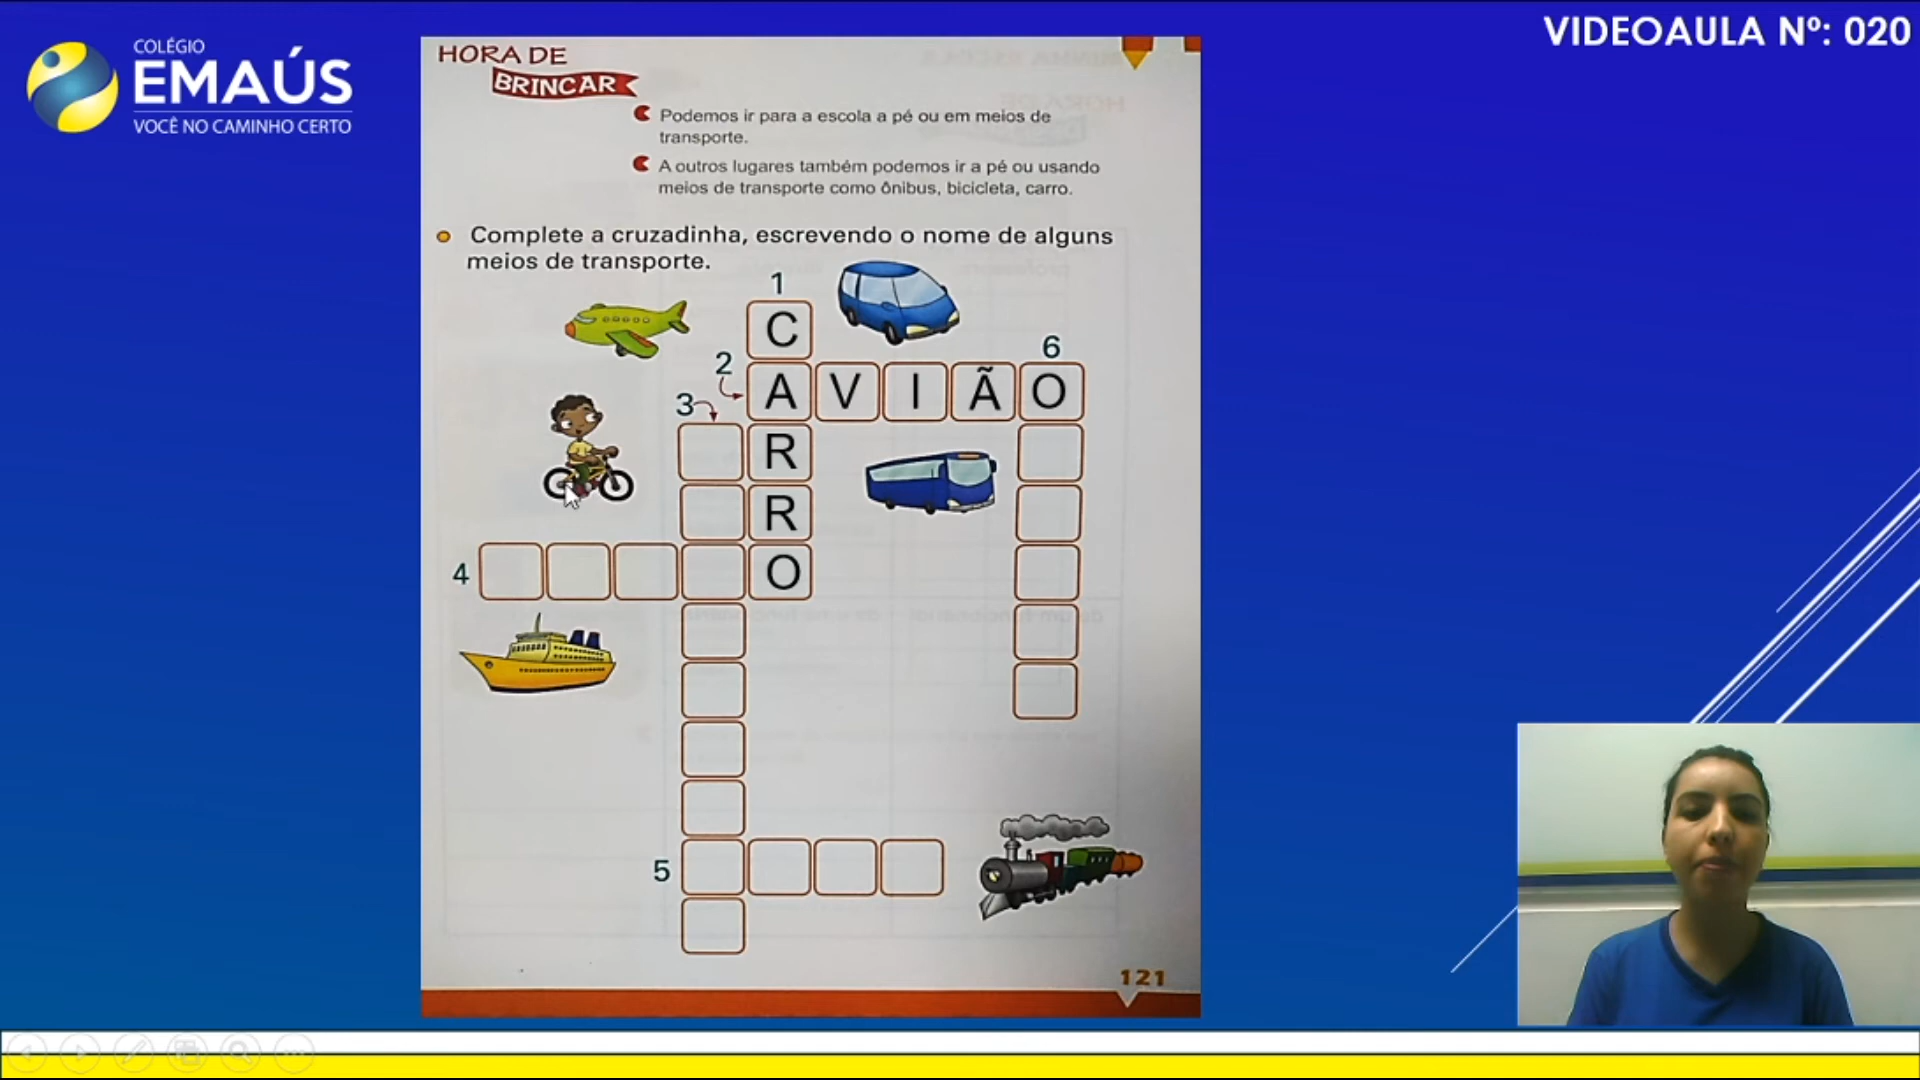 COLÉGIO
EMAÚS
VOCÊ NO CAMINHO CERTO
VIDEOAULA Nº: 020
HORA DE
BRINCAR
Podemos ir para a escola a pé ou em meios de
transporte.
A outros lugares também podemos ir a pé ou usando
meios de transporte como ônibus, bicicleta, carro.
Complete a cruzadinha, escrevendo o nome de alguns
meios de transporte.
1
C
6
2
A V I Ã O
3
R
R
4
O
5
121